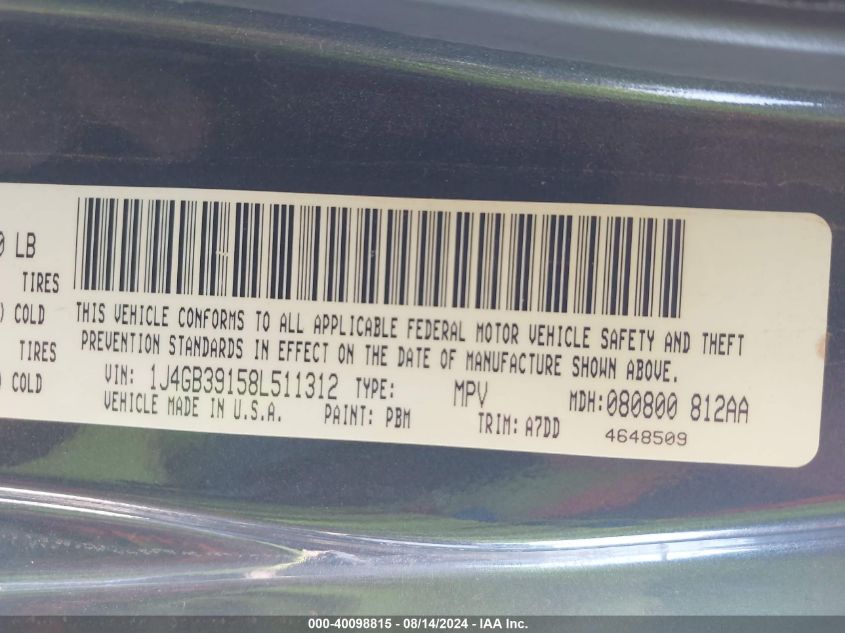 0 LB
TIRES
) COLD
TIRES
) COLD
THIS VEHICLE CONFORMS TO ALL APPLICABLE FEDERAL MOTOR VEHICLE SAFETY AND THEFT
PREVENTION STANDARDS IN EFFECT ON THE DATE OF MANUFACTURE SHOWN ABOVE.
VIN: 1J4GB39158L511312 TYPE: MPV MDH: 080800 812AA
VEHICLE MADE IN U.S.A. PAINT: PBM TRIM: A7DD 4648509
000-40098815 - 08/14/2024 - IAA Inc.